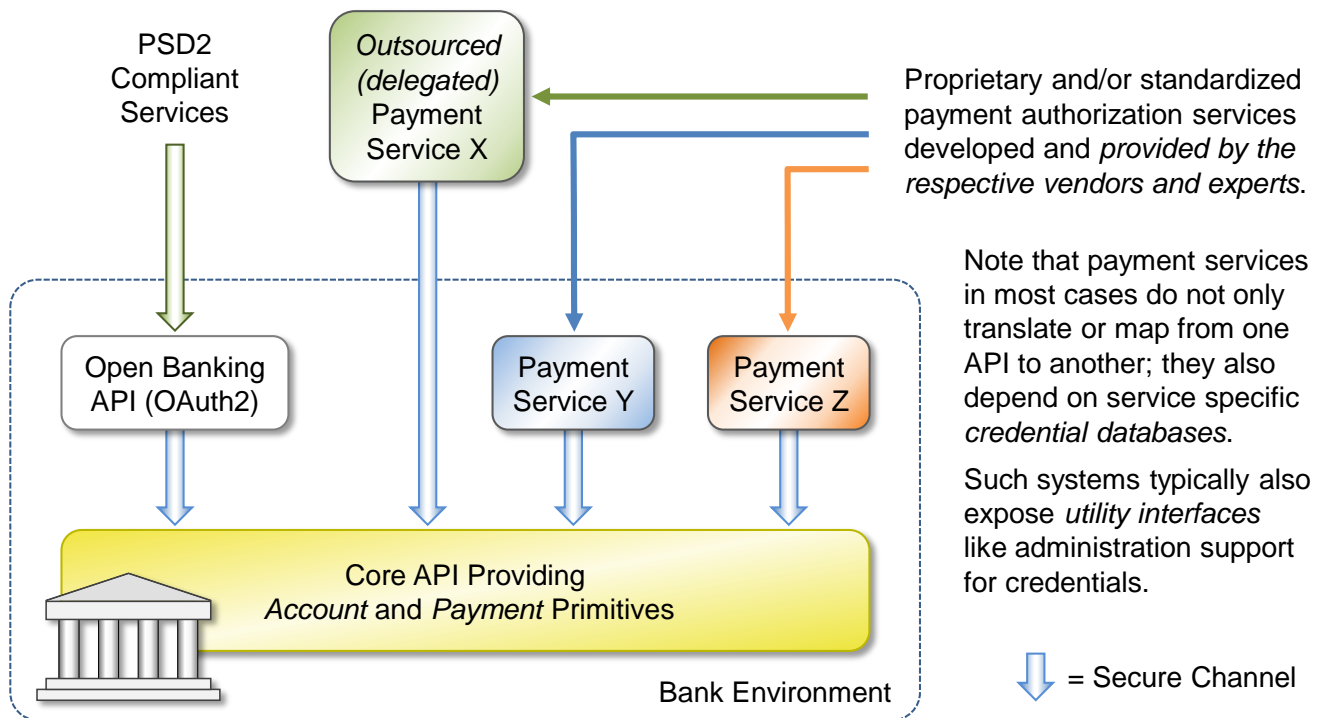 PSD2
Compliant
Services
Outsourced
(delegated)
Payment
Service X
Proprietary and/or standardized
payment authorization services
developed and provided by the
respective vendors and experts.
Note that payment services
in most cases do not only
translate or map from one
API to another; they also
depend on service specific
credential databases.
Such systems typically also
expose utility interfaces
like administration support
for credentials.
Open Banking
API (OAuth2)
Payment
Service Y
Payment
Service Z
Core API Providing
Account and Payment Primitives
Bank Environment
= Secure Channel